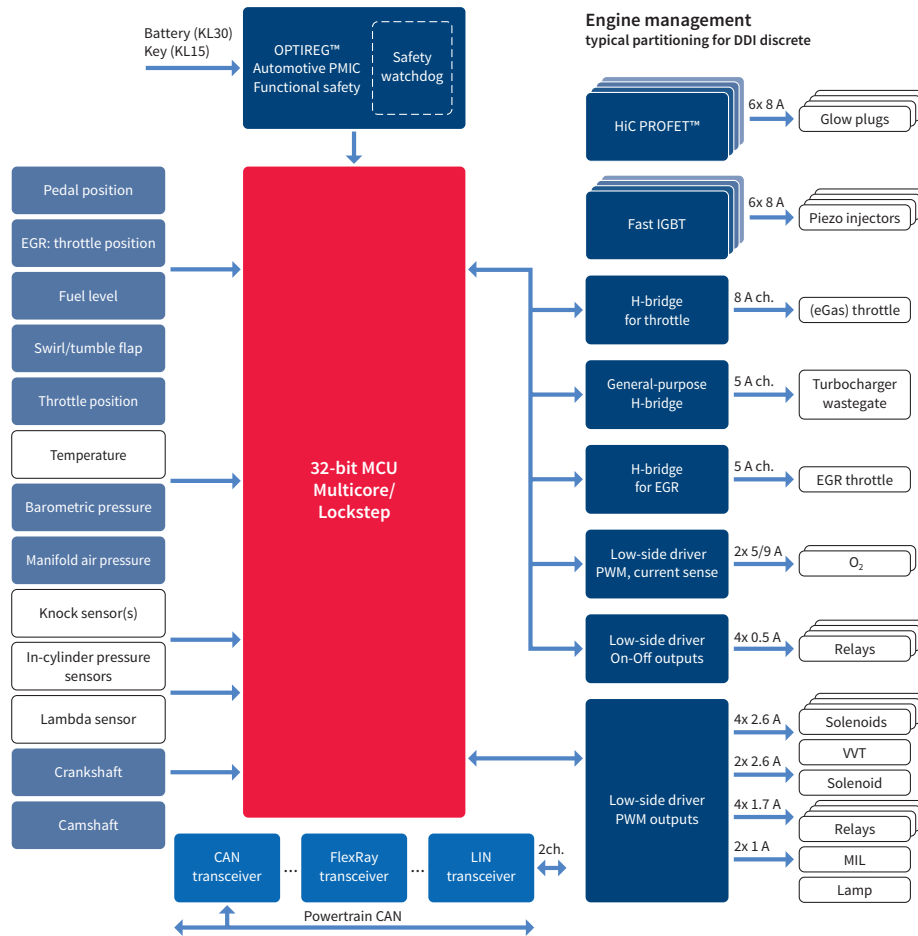 Engine management
typical partitioning for DDI discrete
Battery (KL30)
Key (KL15)
OPTIREG™
Automotive PMIC
Functional safety
Safety
watchdog
Pedal position
EGR: throttle position
Fuel level
Swirl/tumble flap
Throttle position
Temperature
Barometric pressure
Manifold air pressure
Knock sensor(s)
In-cylinder pressure
sensors
Lambda sensor
Crankshaft
Camshaft
32-bit MCU
Multicore/
Lockstep
HiC PROFET™
6x 8 A
Glow plugs
Fast IGBT
6x 8 A
Piezo injectors
H-bridge
for throttle
8 A ch.
(eGas) throttle
General-purpose
H-bridge
5 A ch.
Turbocharger
wastegate
H-bridge
for EGR
5 A ch.
EGR throttle
Low-side driver
PWM, current sense
2x 5/9 A
O₂
Low-side driver
On-Off outputs
4x 0.5 A
Relays
Low-side driver
PWM outputs
4x 2.6 A
Solenoids
VVT
2x 2.6 A
Solenoid
4x 1.7 A
Relays
2x 1 A
MIL
Lamp
CAN
transceiver
...
FlexRay
transceiver
...
LIN
transceiver
2ch.
Powertrain CAN